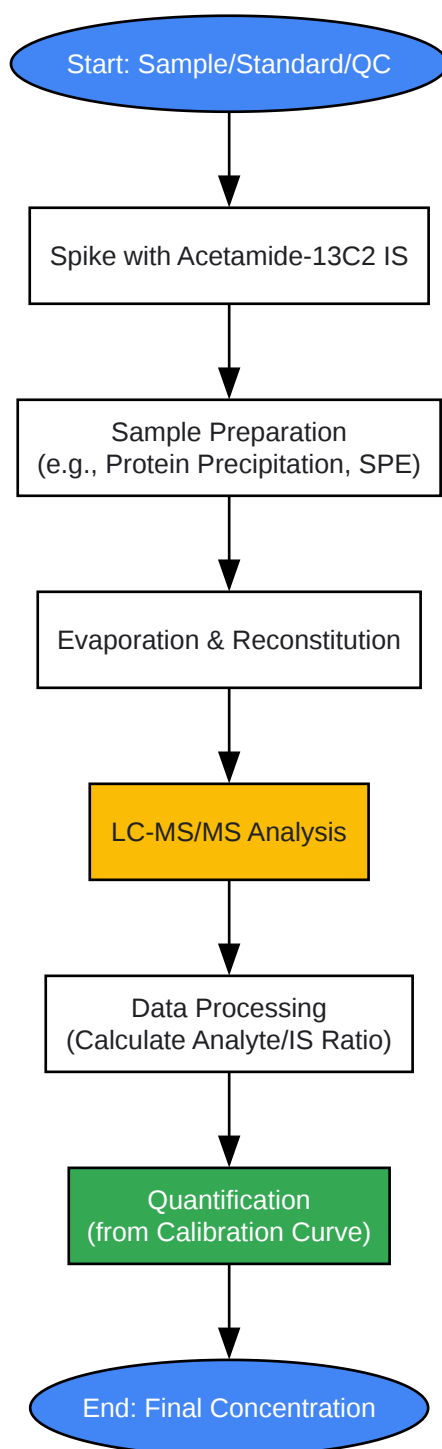 Start: Sample/Standard/QC
Spike with Acetamide-13C2 IS
Sample Preparation
(e.g., Protein Precipitation, SPE)
Evaporation & Reconstitution
LC-MS/MS Analysis
Data Processing
(Calculate Analyte/IS Ratio)
Quantification
(from Calibration Curve)
End: Final Concentration